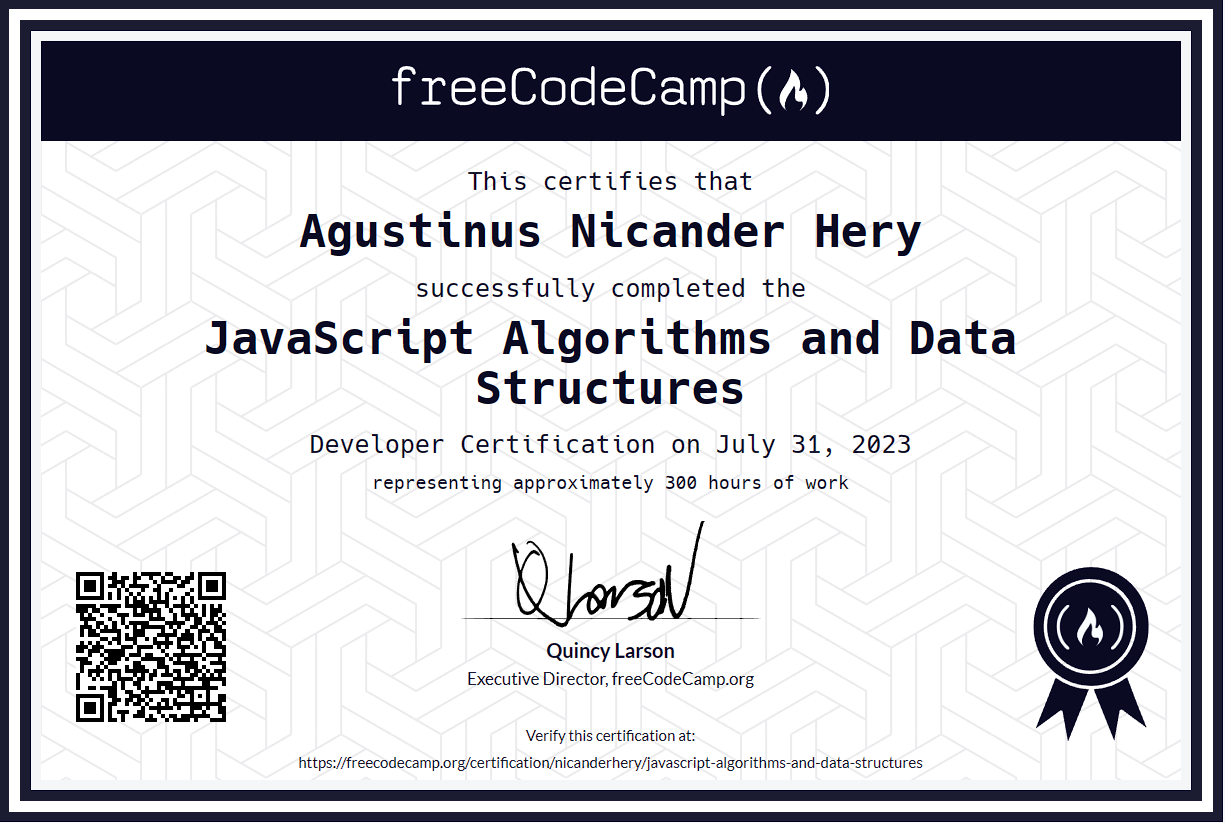 freeCodeCamp
This certifies that
Agustinus Nicander Hery
successfully completed the
JavaScript Algorithms and Data
Structures
Developer Certification on July 31, 2023
representing approximately 300 hours of work
Q Larson
Quincy Larson
Executive Director, freeCodeCamp.org
Verify this certification at:
https://freecodecamp.org/certification/nicanderhery/javascript-algorithms-and-data-structures